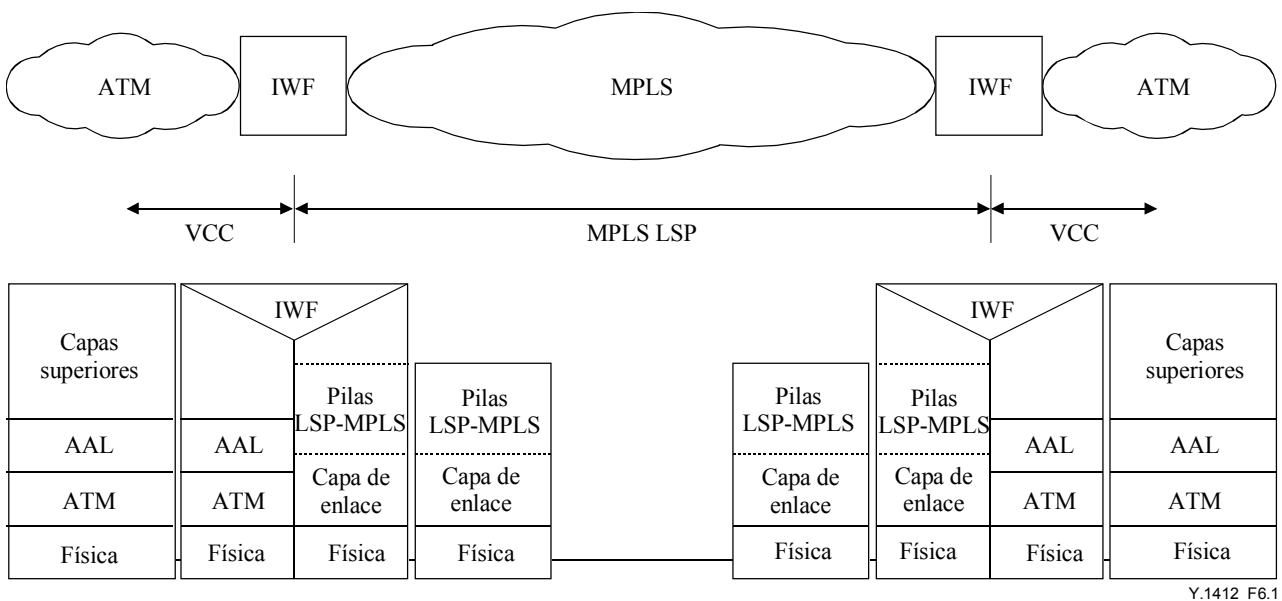 ATM
IWF
MPLS
IWF
ATM
VCC
MPLS LSP
VCC
IWF
IWF
Capas
superiores
Capas
superiores
Pilas
LSP-MPLS
Pilas
LSP-MPLS
Pilas
LSP-MPLS
Pilas
LSP-MPLS
AAL
AAL
AAL
AAL
Capa de
enlace
Capa de
enlace
Capa de
enlace
Capa de
enlace
ATM
ATM
ATM
ATM
Física
Física
Física
Física
Física
Física
Física
Física
Y.1412_F6.1